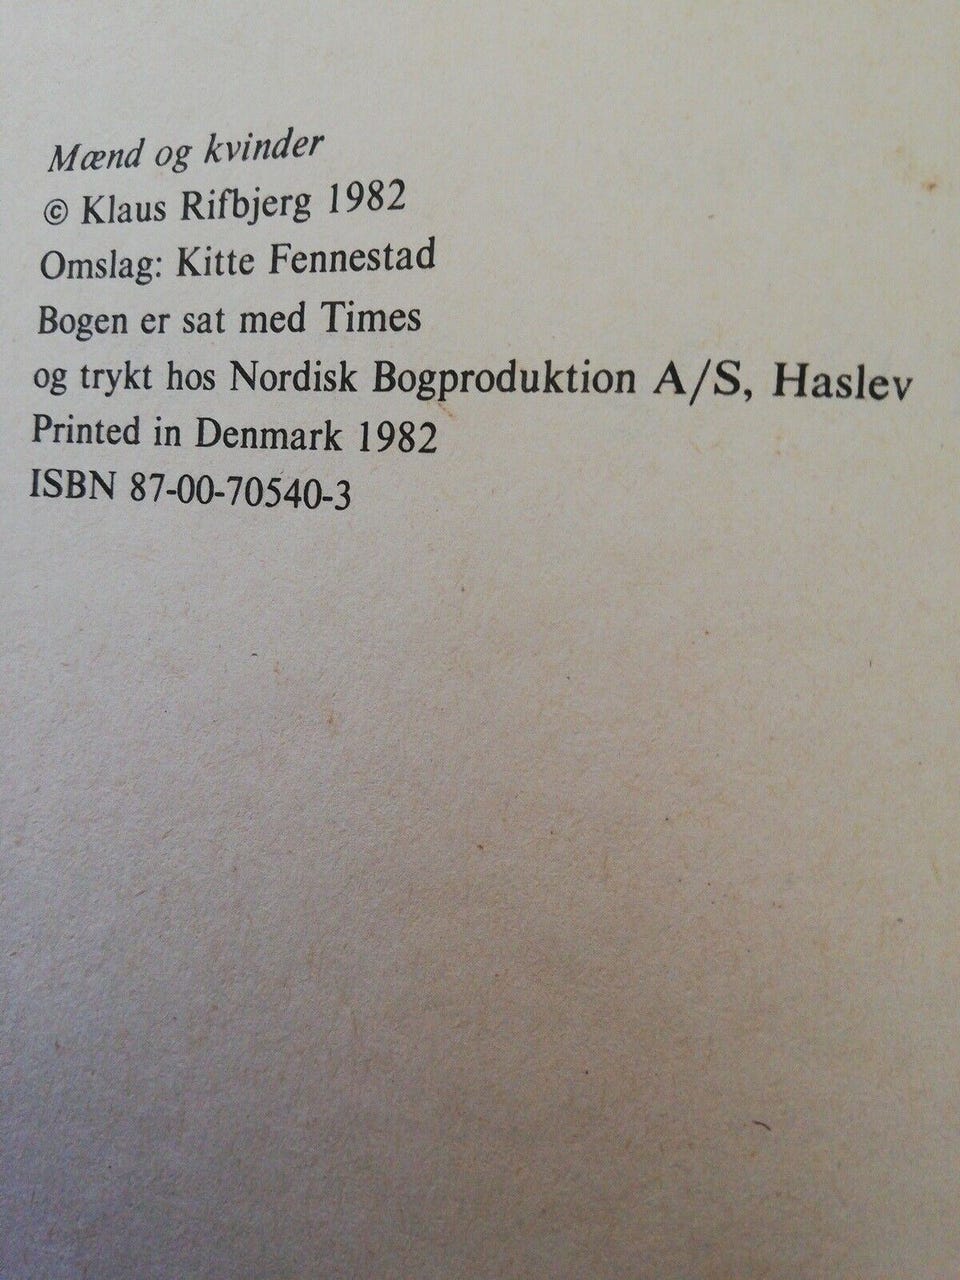 Mænd og kvinder
© Klaus Rifbjerg 1982
Omslag: Kitte Fennestad
Bogen er sat med Times
og trykt hos Nordisk Bogproduktion A/S, Haslev
Printed in Denmark 1982
ISBN 87-00-70540-3